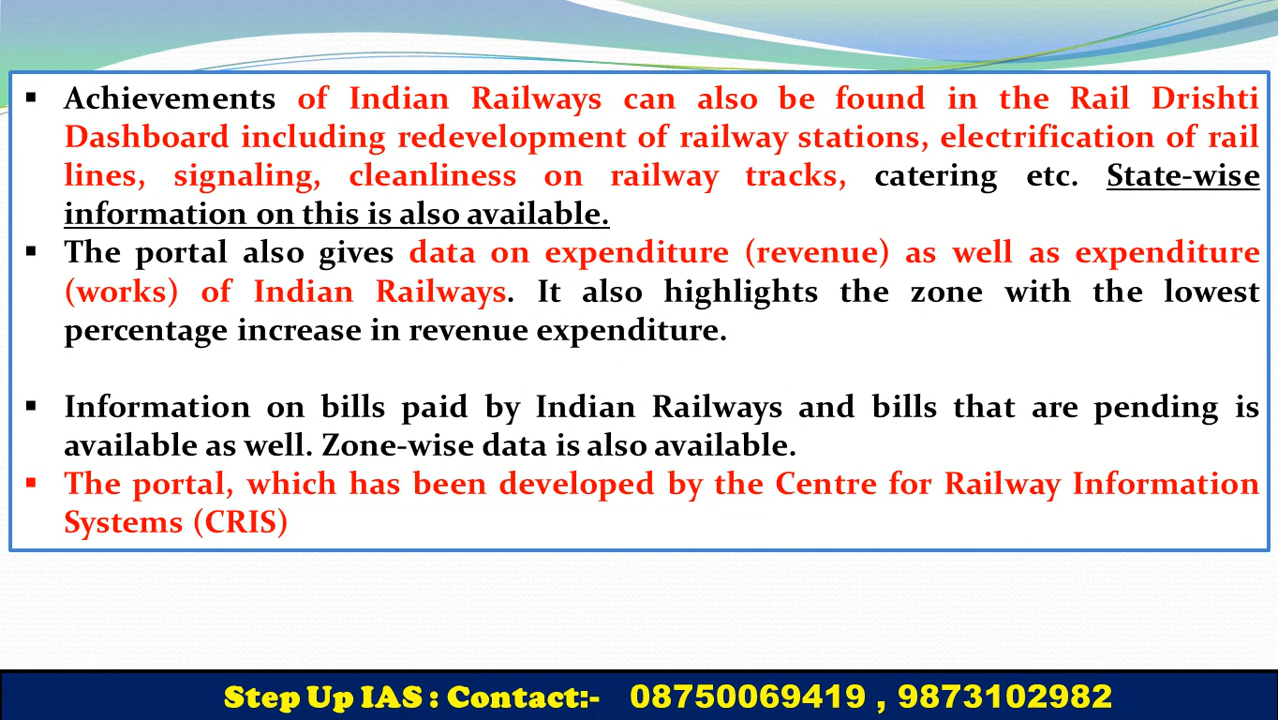 ▪ Achievements of Indian Railways can also be found in the Rail Drishti
Dashboard including redevelopment of railway stations, electrification of rail
lines, signaling, cleanliness on railway tracks, catering etc. State-wise
information on this is also available.
▪ The portal also gives data on expenditure (revenue) as well as expenditure
(works) of Indian Railways. It also highlights the zone with the lowest
percentage increase in revenue expenditure.
▪ Information on bills paid by Indian Railways and bills that are pending is
available as well. Zone-wise data is also available.
▪ The portal, which has been developed by the Centre for Railway Information
Systems (CRIS)
Step Up IAS : Contact:- 08750069419 , 9873102982